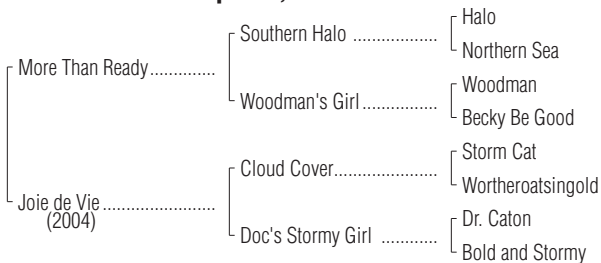 Halo
Southern Halo ..................
Northern Sea
More Than Ready..............
Woodman
Woodman's Girl................
Becky Be Good
Storm Cat
Cloud Cover......................
Wortheroatsingold
Joie de Vie ........................
(2004)
Dr. Caton
Doc's Stormy Girl ............
Bold and Stormy